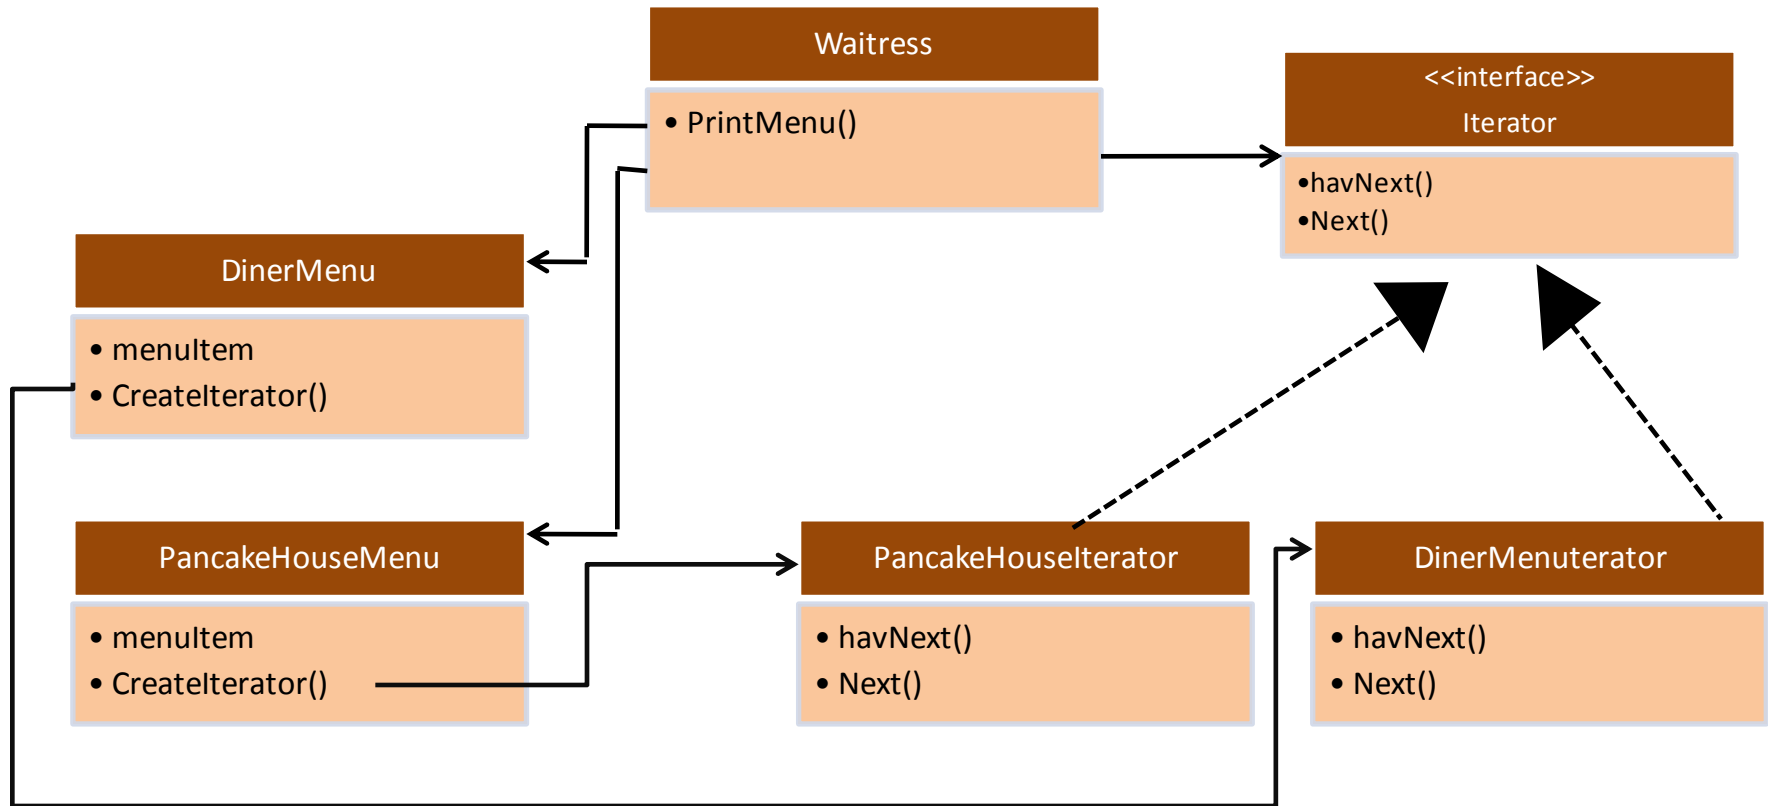 Waitress
• PrintMenu()
<<interface>>
Iterator
•havNext()
•Next()
DinerMenu
• menuItem
• CreateIterator()
PancakeHouseMenu
• menuItem
• CreateIterator()
PancakeHouseIterator
• havNext()
• Next()
DinerMenuterator
• havNext()
• Next()